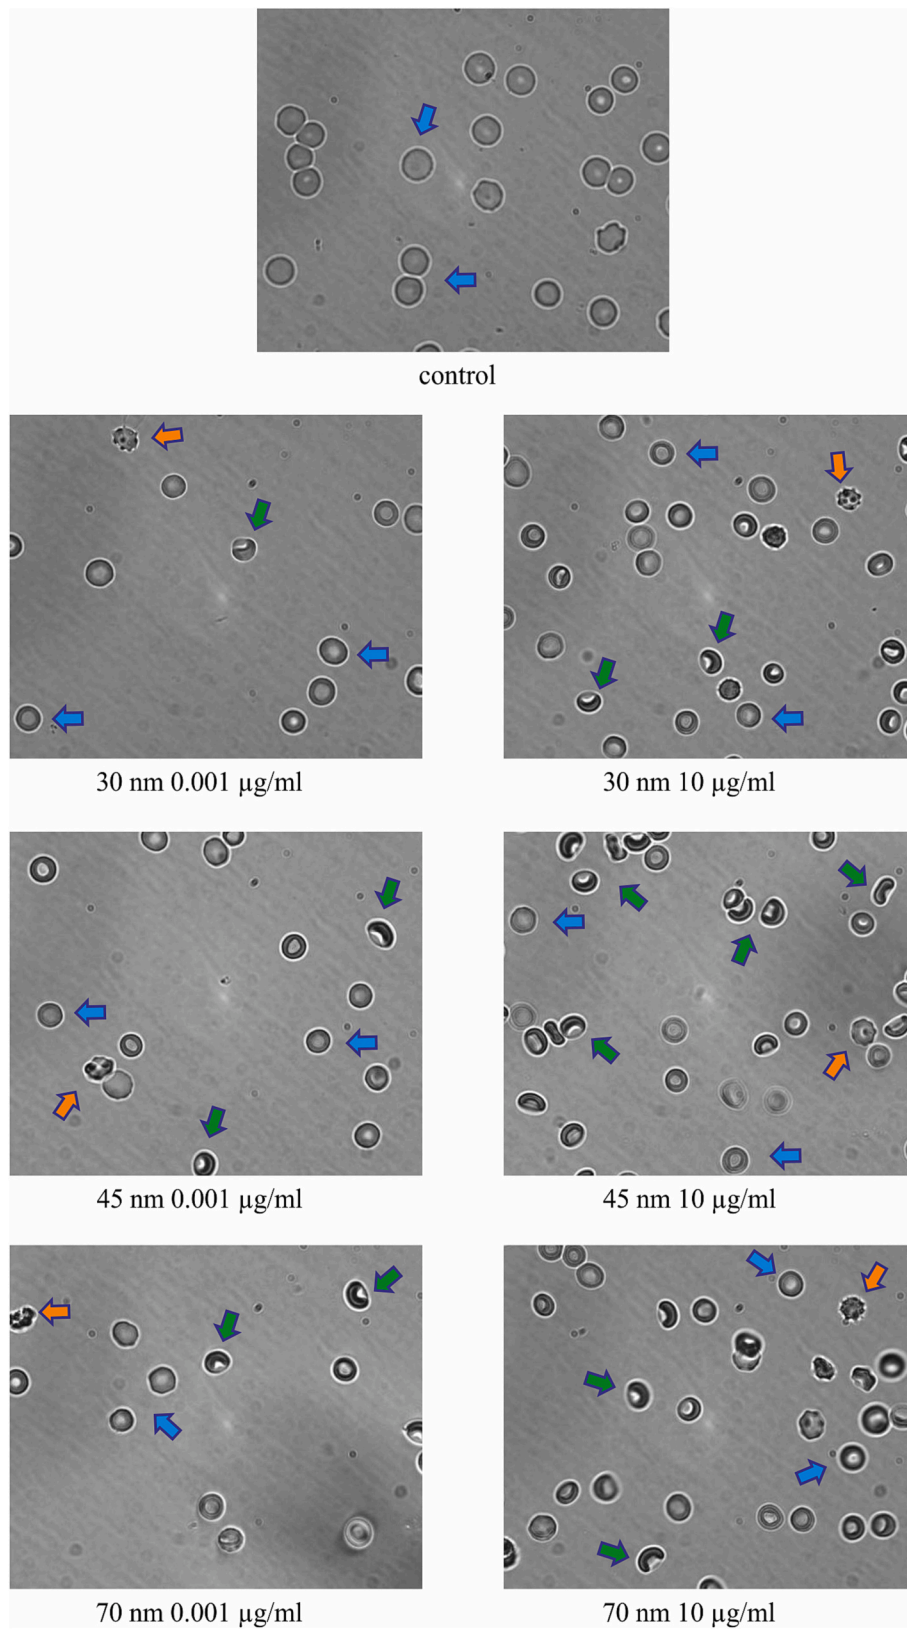 control
30 nm 0.001 µg/ml
30 nm 10 µg/ml
45 nm 0.001 µg/ml
45 nm 10 µg/ml
70 nm 0.001 µg/ml
70 nm 10 µg/ml